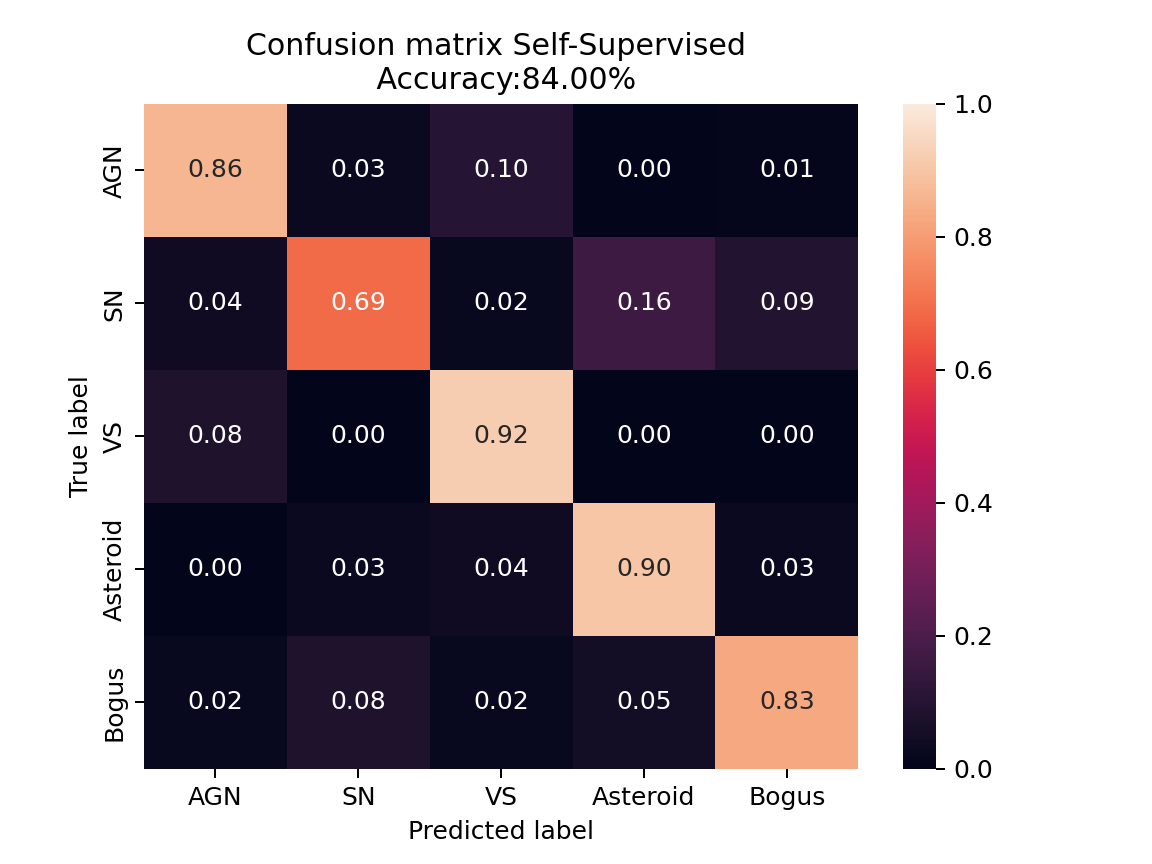 Confusion matrix Self-Supervised
Accuracy:84.00%
True label
AGN 0.86 0.03 0.10 0.00 0.01
SN 0.04 0.69 0.02 0.16 0.09
VS 0.08 0.00 0.92 0.00 0.00
Asteroid 0.00 0.03 0.04 0.90 0.03
Bogus 0.02 0.08 0.02 0.05 0.83
AGN SN VS Asteroid Bogus
Predicted label
1.0
0.8
0.6
0.4
0.2
0.0